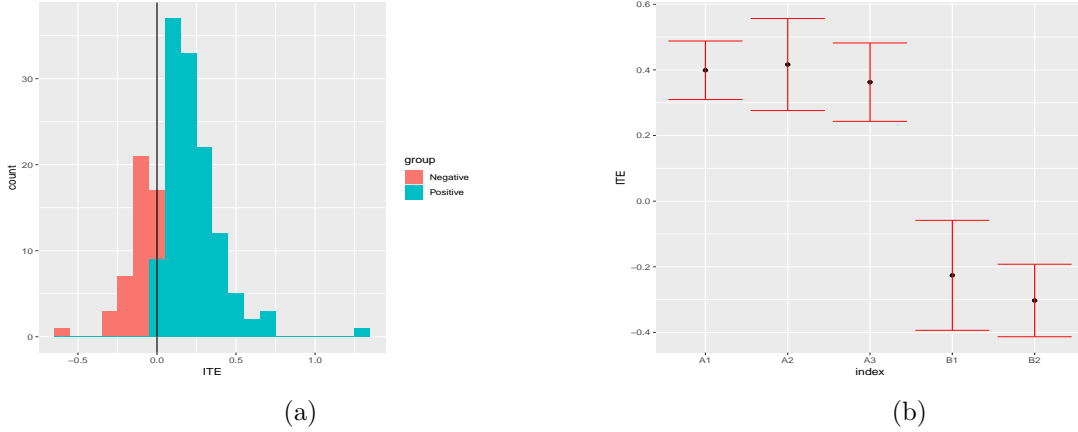 30
20
10
0
count
−0.5
0.0
0.5
1.0
ITE
group
Negative
Positive
(a)
0.6
0.4
0.2
0.0
−0.2
−0.4
ITE
A1
A2
A3
B1
B2
index
(b)